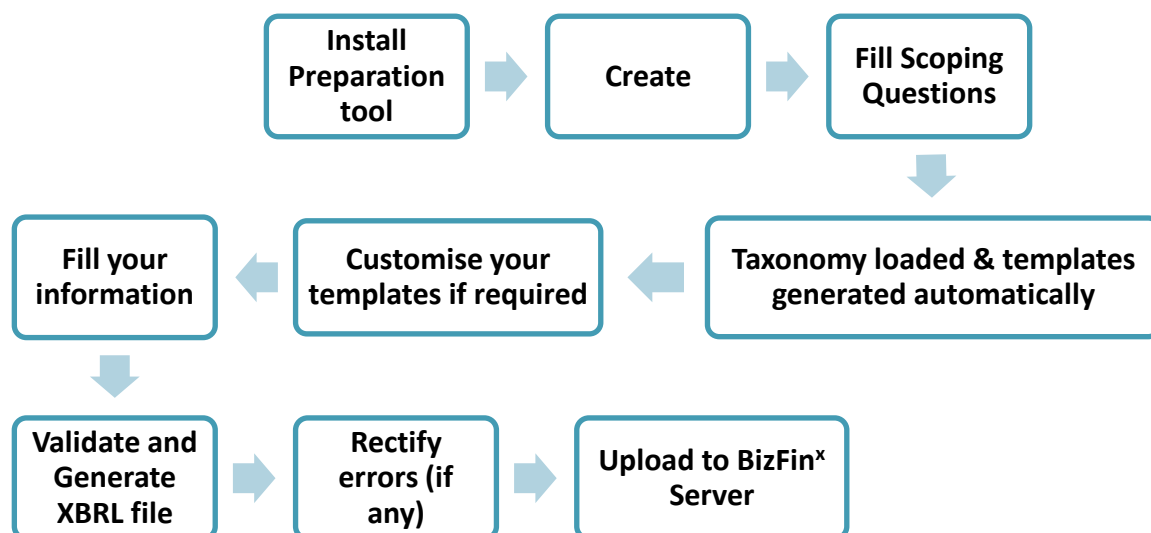 Install
Preparation
tool
Create
Fill Scoping
Questions
Taxonomy loaded & templates
generated automatically
Customise your
templates if required
Fill your
information
Validate and
Generate
XBRL file
Rectify
errors (if
any)
Upload to BizFinˣ
Server